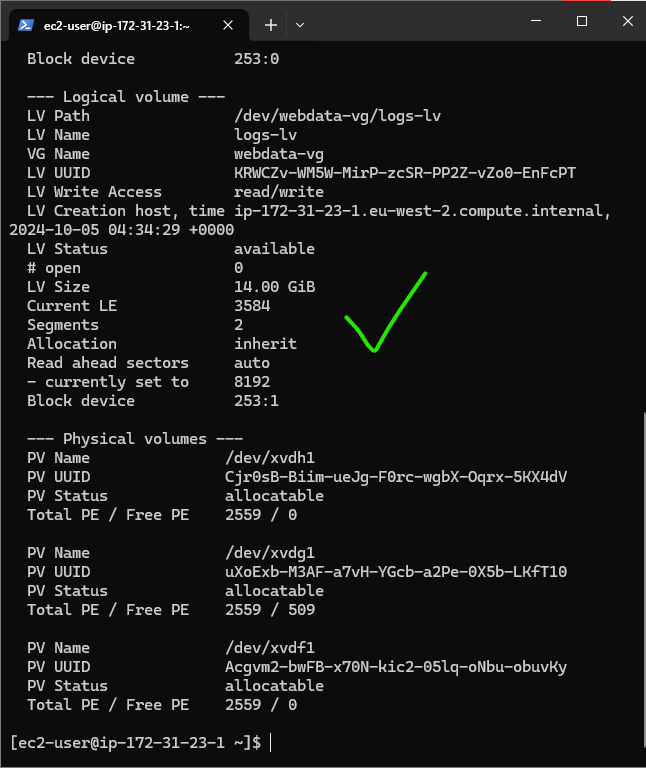 ec2-user@ip-172-31-23-1:~
Block device 253:0
--- Logical volume ---
LV Path /dev/webdata-vg/logs-lv
LV Name logs-lv
VG Name webdata-vg
LV UUID KRWCZv-WM5W-MirP-zcSR-PP2Z-vZo0-EnFcPT
LV Write Access read/write
LV Creation host, time ip-172-31-23-1.eu-west-2.compute.internal,
2024-10-05 04:34:29 +0000
LV Status available
# open 0
LV Size 14.00 GiB
Current LE 3584
Segments 2
Allocation inherit
Read ahead sectors auto
- currently set to 8192
Block device 253:1
--- Physical volumes ---
PV Name /dev/xvdh1
PV UUID Cjr0sB-Biim-ueJg-F0rc-wgbX-Oqrx-5KX4dV
PV Status allocatable
Total PE / Free PE 2559 / 0
PV Name /dev/xvdg1
PV UUID uXoExb-M3AF-a7vH-YGcb-a2Pe-0X5b-LKfT10
PV Status allocatable
Total PE / Free PE 2559 / 509
PV Name /dev/xvdf1
PV UUID Acgvm2-bwFB-x70N-kic2-05lq-oNbu-obuvKy
PV Status allocatable
Total PE / Free PE 2559 / 0
[ec2-user@ip-172-31-23-1 ~]$